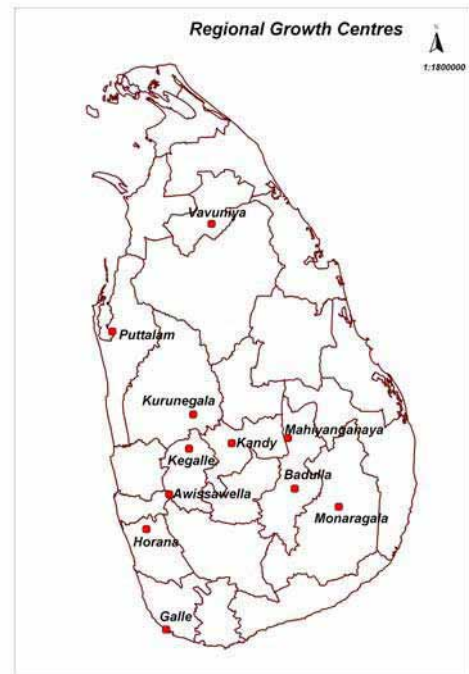 Regional Growth Centres
1:1800000
Vavuniya
Puttalam
Kurunegala
Mahiyanganaya
Kandy
Kegalle
Badulla
Awissawella
Monaragala
Horana
Galle